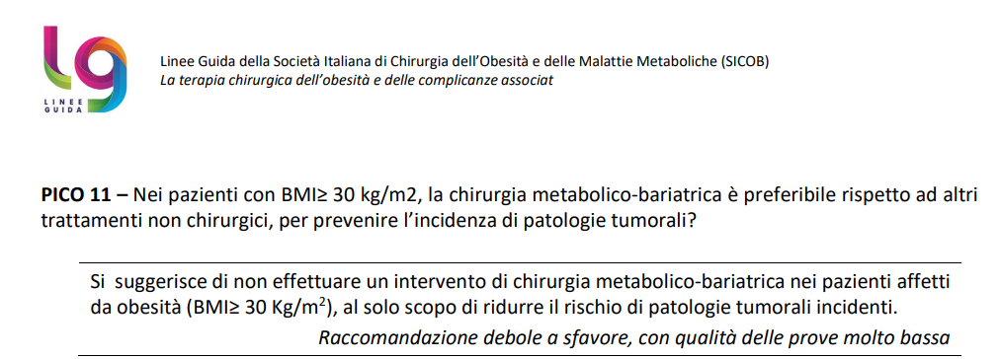 lg
LINEE
GUIDA
Linee Guida della Società Italiana di Chirurgia dell'Obesità e delle Malattie Metaboliche (SICOB)
La terapia chirurgica dell'obesità e delle complicanze associat
PICO 11 – Nei pazienti con BMI≥ 30 kg/m2, la chirurgia metabolico-bariatrica è preferibile rispetto ad altri
trattamenti non chirurgici, per prevenire l'incidenza di patologie tumorali?
Si suggerisce di non effettuare un intervento di chirurgia metabolico-bariatrica nei pazienti affetti
da obesità (BMI≥ 30 Kg/m²), al solo scopo di ridurre il rischio di patologie tumorali incidenti.
Raccomandazione debole a sfavore, con qualità delle prove molto bassa